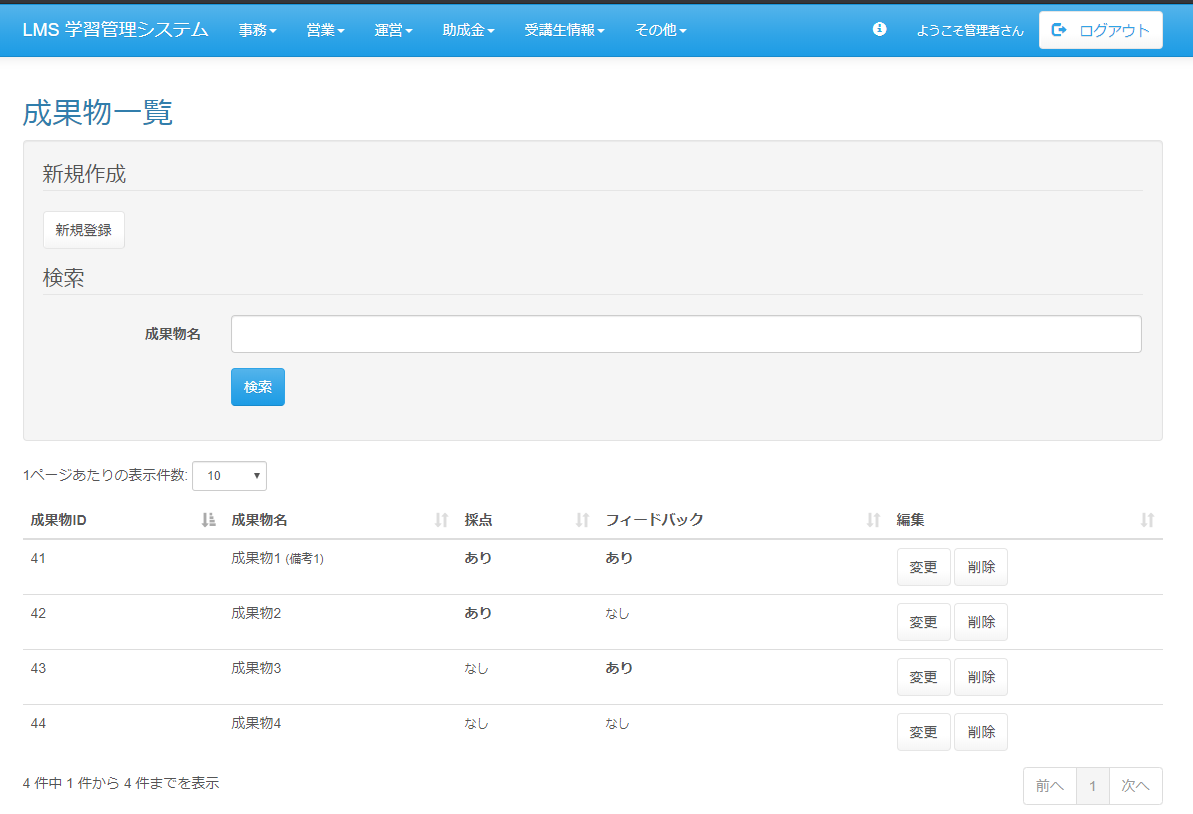 LMS 学習管理システム 事務 営業 運営 助成金 受講生情報 その他 ようこそ管理者さん ログアウト
成果物一覧
新規作成
新規登録
検索
成果物名
検索
1ページあたりの表示件数: 10
成果物ID 成果物名 採点 フィードバック 編集
41 成果物1 (備考1) あり あり 変更 削除
42 成果物2 あり なし 変更 削除
43 成果物3 なし あり 変更 削除
44 成果物4 なし なし 変更 削除
4 件中 1 件から 4 件までを表示 前へ 1 次へ